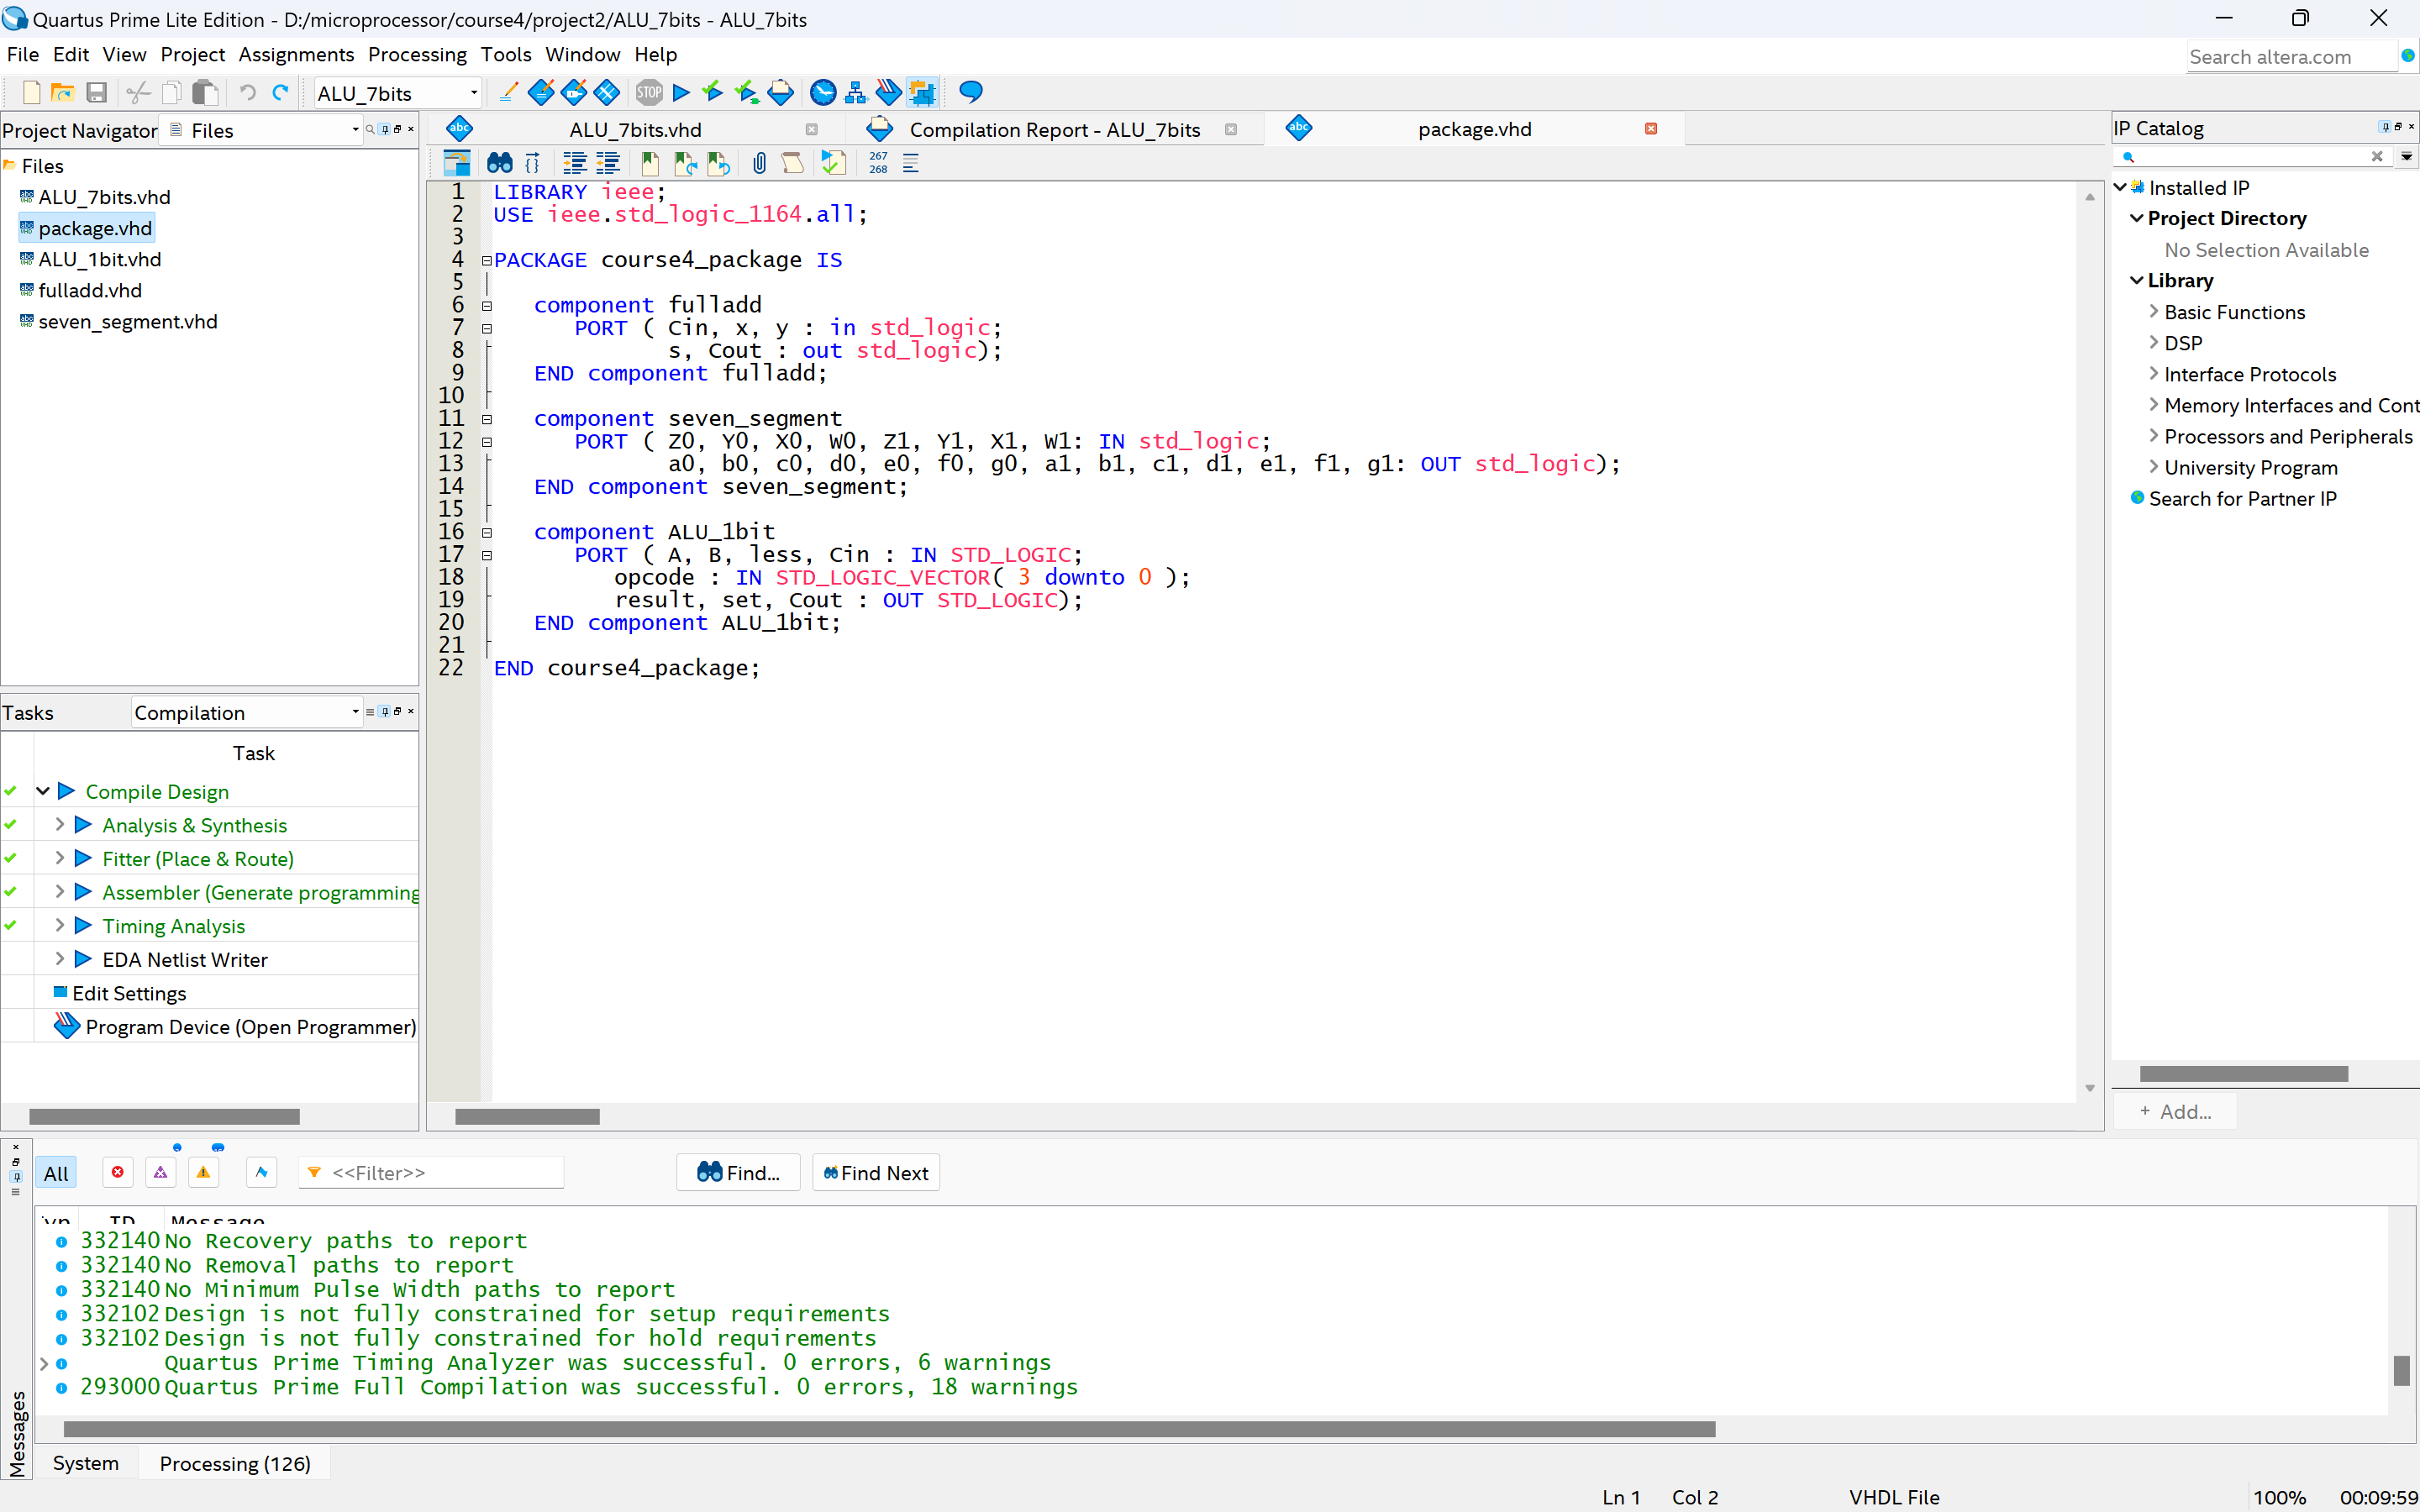 Quartus Prime Lite Edition - D:/microprocessor/course4/project2/ALU_7bits - ALU_7bits
File Edit View Project Assignments Processing Tools Window Help
Search altera.com
ALU_7bits
STOP
Project Navigator Files
Files
ALU_7bits.vhd
package.vhd
ALU_1bit.vhd
fulladd.vhd
seven_segment.vhd
Tasks Compilation
Task
Compile Design
Analysis & Synthesis
Fitter (Place & Route)
Assembler (Generate programming
Timing Analysis
EDA Netlist Writer
Edit Settings
Program Device (Open Programmer)
abc ALU_7bits.vhd Compilation Report - ALU_7bits abc package.vhd
267
268
1 LIBRARY ieee;
2 USE ieee.std_logic_1164.all;
3
4 PACKAGE course4_package IS
5
6 component fulladd
7 PORT ( Cin, x, y : in std_logic;
8 s, Cout : out std_logic);
9 END component fulladd;
10
11 component seven_segment
12 PORT ( Z0, Y0, X0, W0, Z1, Y1, X1, W1: IN std_logic;
13 a0, b0, c0, d0, e0, f0, g0, a1, b1, c1, d1, e1, f1, g1: OUT std_logic);
14 END component seven_segment;
15
16 component ALU_1bit
17 PORT ( A, B, less, Cin : IN STD_LOGIC;
18 opcode : IN STD_LOGIC_VECTOR( 3 downto 0 );
19 result, set, Cout : OUT STD_LOGIC);
20 END component ALU_1bit;
21
22 END course4_package;
IP Catalog
Installed IP
Project Directory
No Selection Available
Library
Basic Functions
DSP
Interface Protocols
Memory Interfaces and Cont
Processors and Peripherals
University Program
Search for Partner IP
+ Add...
All <<Filter>> Find... Find Next
ID Message
332140 No Recovery paths to report
332140 No Removal paths to report
332140 No Minimum Pulse Width paths to report
332102 Design is not fully constrained for setup requirements
332102 Design is not fully constrained for hold requirements
Quartus Prime Timing Analyzer was successful. 0 errors, 6 warnings
293000 Quartus Prime Full Compilation was successful. 0 errors, 18 warnings
Messages
System Processing (126)
Ln 1 Col 2 VHDL File 100% 00:09:59